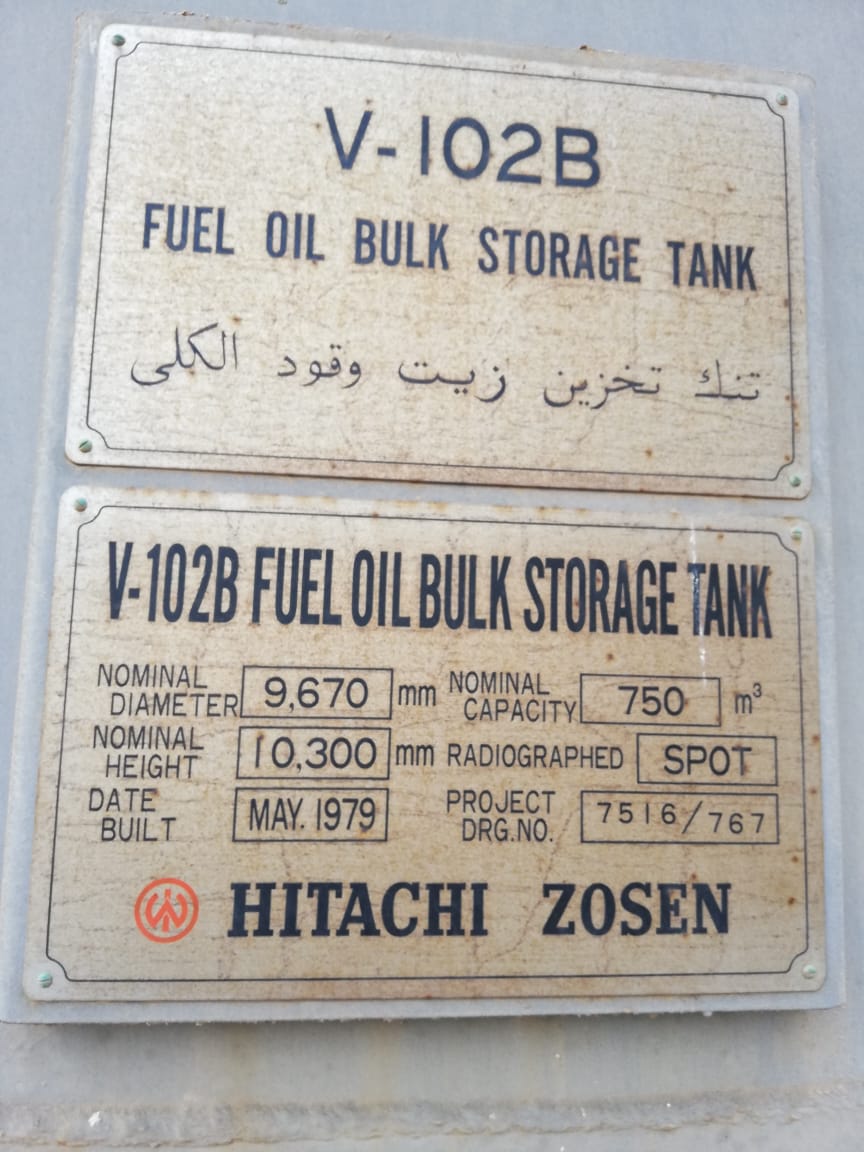 V-102B
FUEL OIL BULK STORAGE TANK
تنك تخزين زيت وقود الكلى
V-102B FUEL OIL BULK STORAGE TANK
NOMINAL DIAMETER 9,670 mm NOMINAL CAPACITY 750 m³
NOMINAL HEIGHT 10,300 mm RADIOGRAPHED SPOT
DATE BUILT MAY. 1979 PROJECT DRG.NO. 7516/767
HITACHI ZOSEN